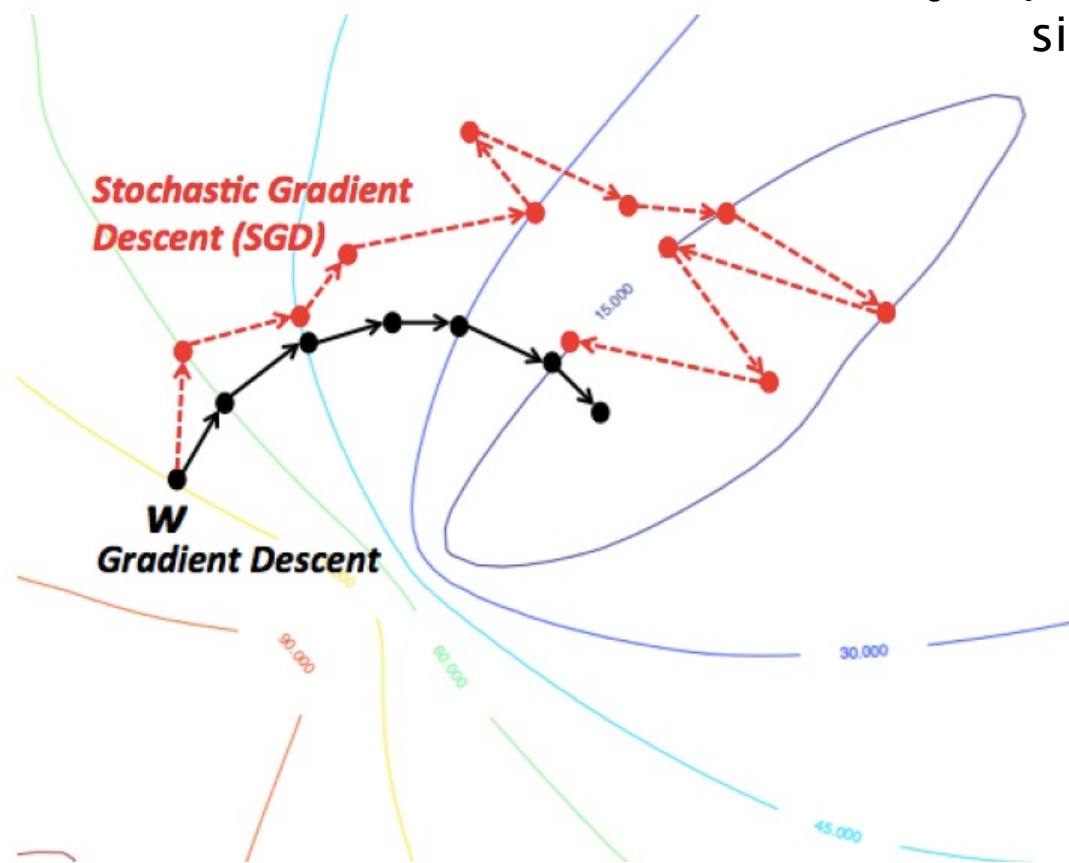 si
Stochastic Gradient
Descent (SGD)
15.000
W
Gradient Descent
90.000
60.000
30.000
45.000